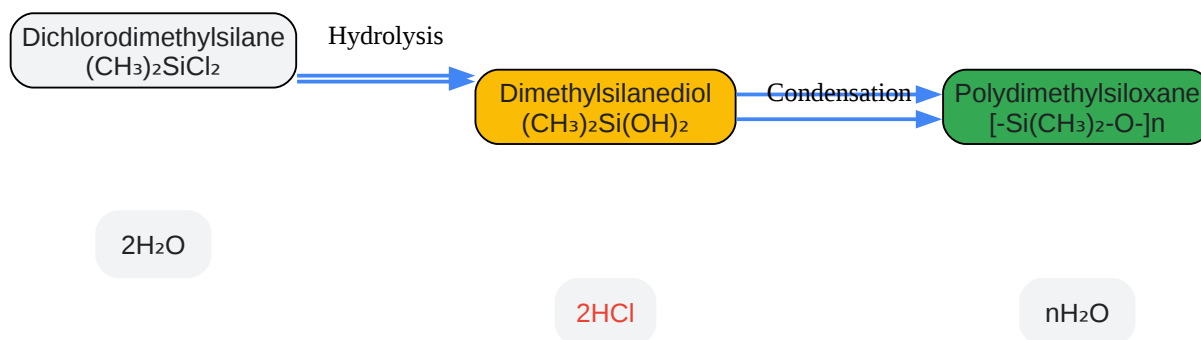 Dichlorodimethylsilane
(CH₃)₂SiCl₂
Hydrolysis
Dimethylsilanediol
(CH₃)₂Si(OH)₂
Condensation
Polydimethylsiloxane
[-Si(CH₃)₂-O-]n
2H₂O
2HCl
nH₂O